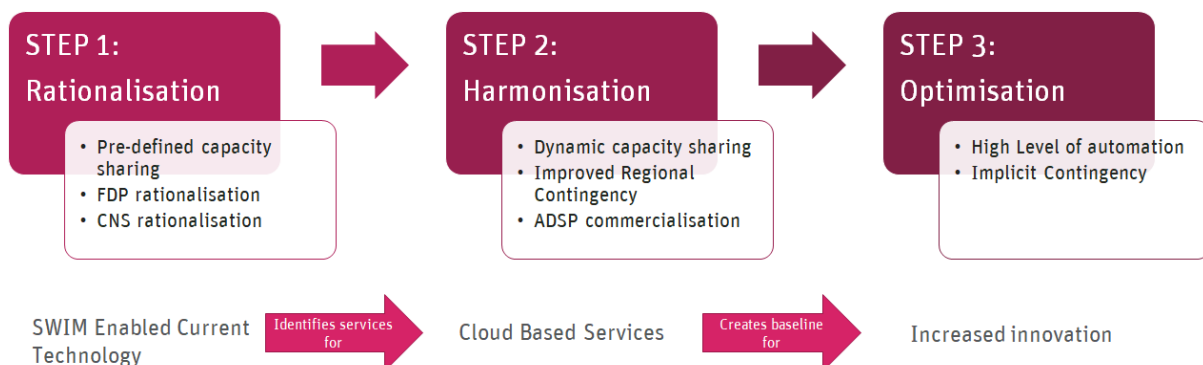 STEP 1:
Rationalisation
• Pre-defined capacity
sharing
• FDP rationalisation
• CNS rationalisation
STEP 2:
Harmonisation
• Dynamic capacity sharing
• Improved Regional
Contingency
• ADSP commercialisation
STEP 3:
Optimisation
• High Level of automation
• Implicit Contingency
SWIM Enabled Current
Technology
Identifies services
for
Cloud Based Services
Creates baseline
for
Increased innovation